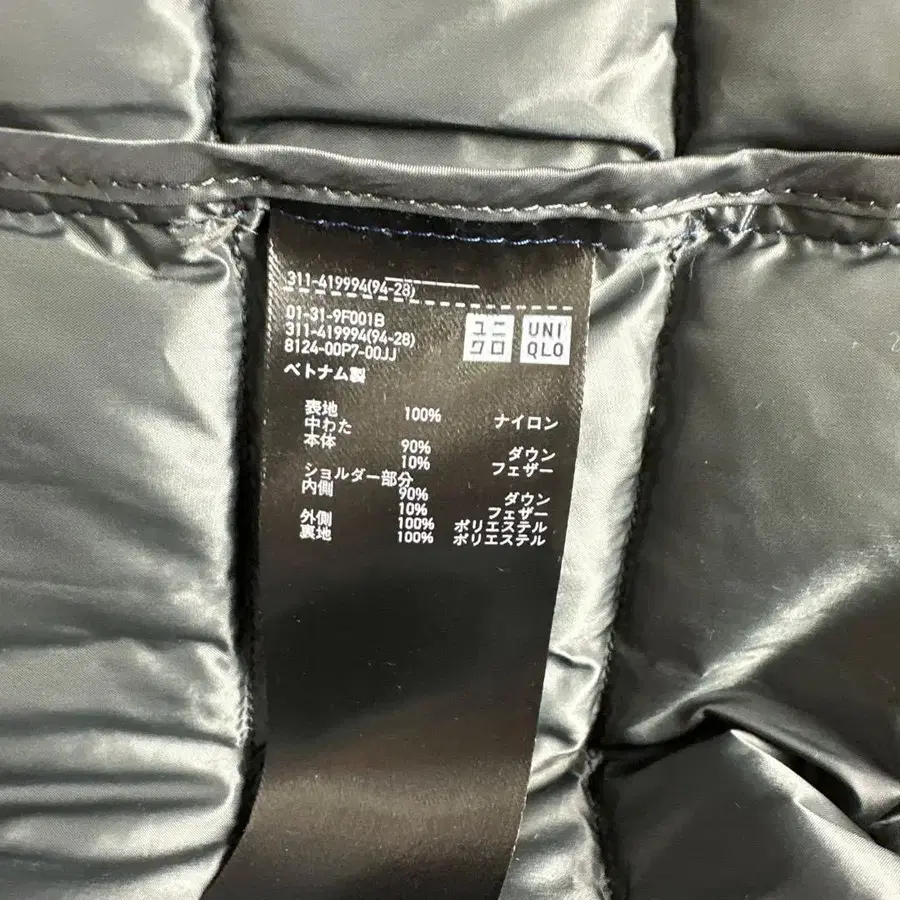 311-419994(94-28)
01-31-9F001B
311-419994(94-28)
8124-00P7-00JJ
ユニクロ
UNIQLO
ベトナム製
表地 100% ナイロン
中わた
本体 90% ダウン
10% フェザー
ショルダー部分
内側 90% ダウン
10% フェザー
外側 100% ポリエステル
裏地 100% ポリエステル